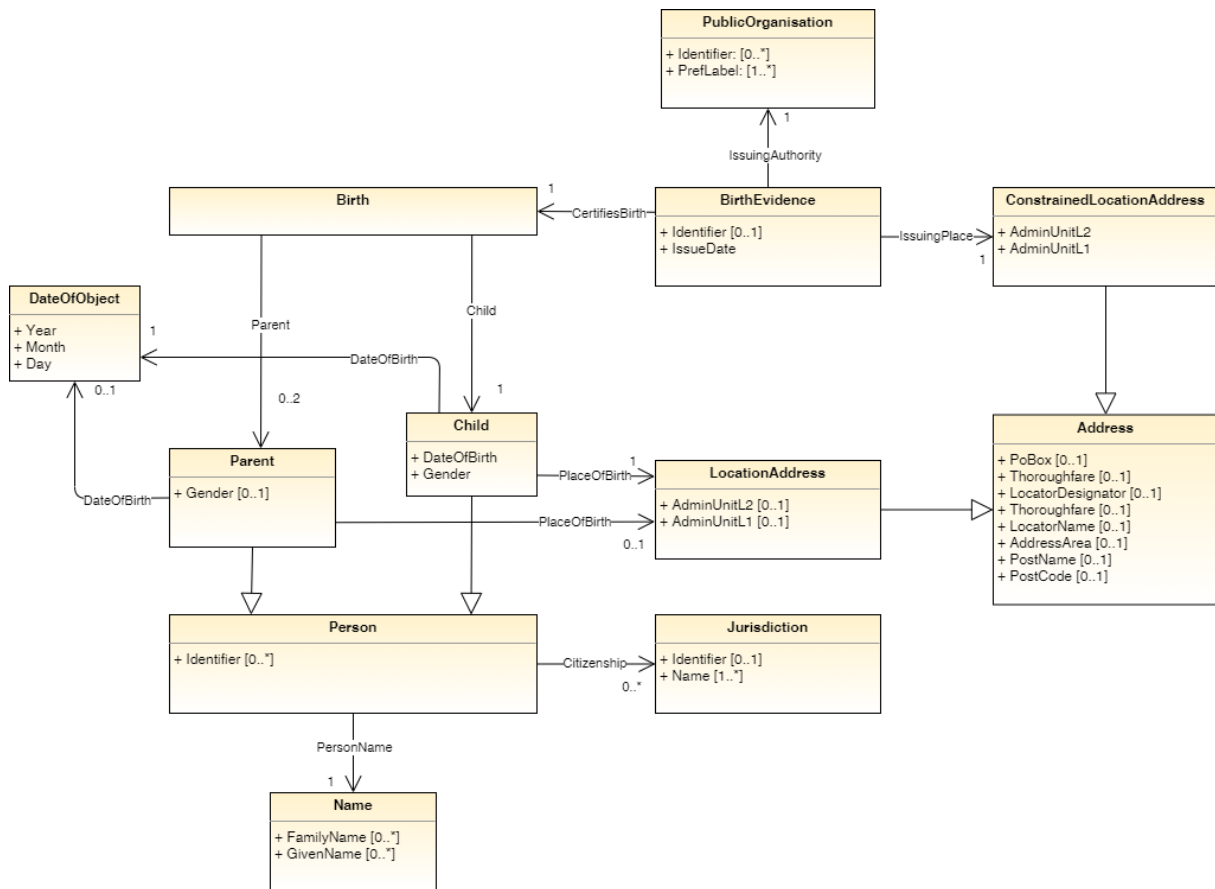 PublicOrganisation
+ Identifier: [0..*]
+ PrefLabel: [1..*]
1
IssuingAuthority
Birth
1
CertifiesBirth
BirthEvidence
+ Identifier [0..1]
+ IssueDate
IssuingPlace
1
ConstrainedLocationAddress
+ AdminUnitL2
+ AdminUnitL1
DateOfObject
+ Year
+ Month
+ Day
1
0..1
Parent
0..2
Child
1
DateOfBirth
DateOfBirth
Parent
+ Gender [0..1]
Child
+ DateOfBirth
+ Gender
PlaceOfBirth
1
PlaceOfBirth
0..1
LocationAddress
+ AdminUnitL2 [0..1]
+ AdminUnitL1 [0..1]
Address
+ PoBox [0..1]
+ Thoroughfare [0..1]
+ LocatorDesignator [0..1]
+ Thoroughfare [0..1]
+ LocatorName [0..1]
+ AddressArea [0..1]
+ PostName [0..1]
+ PostCode [0..1]
Person
+ Identifier [0..*]
Citizenship
0..*
Jurisdiction
+ Identifier [0..1]
+ Name [1..*]
PersonName
1
Name
+ FamilyName [0..*]
+ GivenName [0..*]